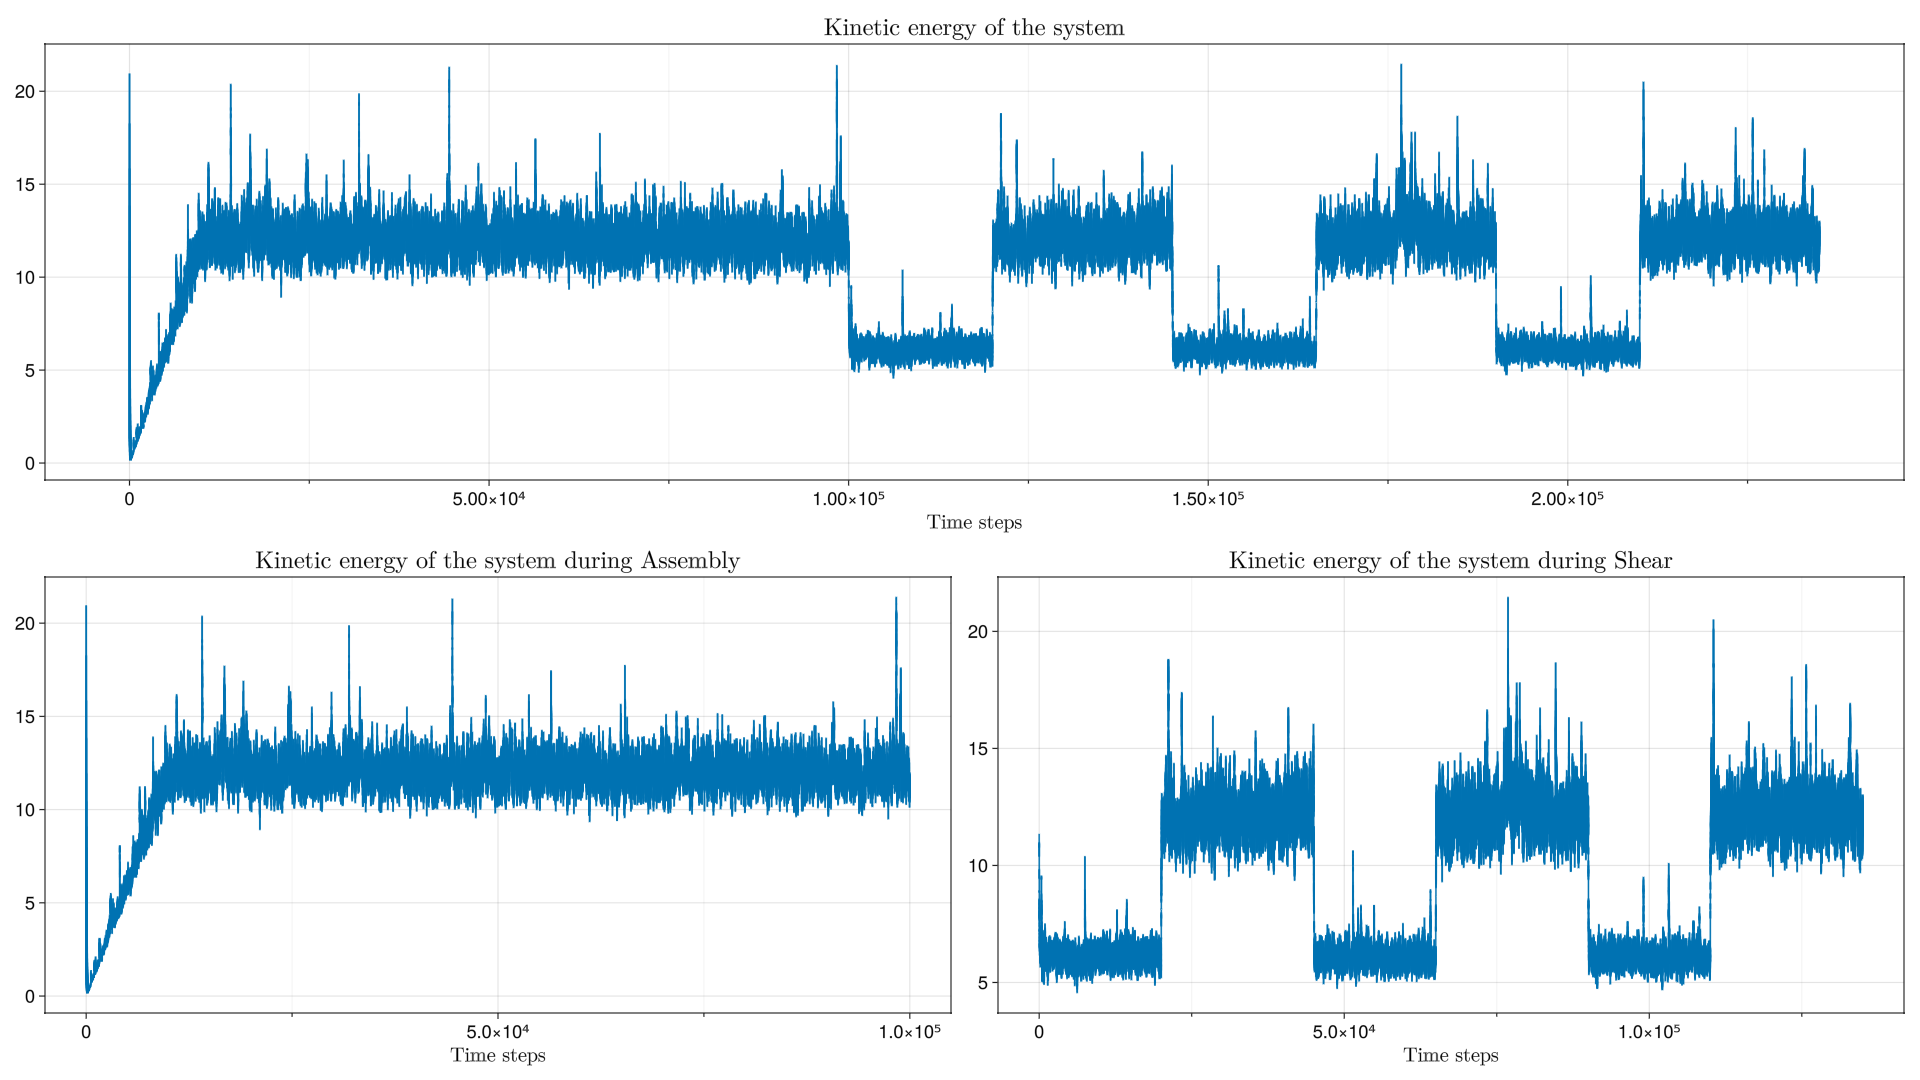 Kinetic energy of the system
20
15
10
5
0
0 5.00×10⁴ 1.00×10⁵ 1.50×10⁵ 2.00×10⁵
Time steps
Kinetic energy of the system during Assembly
20
15
10
5
0
0 5.0×10⁴ 1.0×10⁵
Time steps
Kinetic energy of the system during Shear
20
15
10
5
0 5.0×10⁴ 1.0×10⁵
Time steps